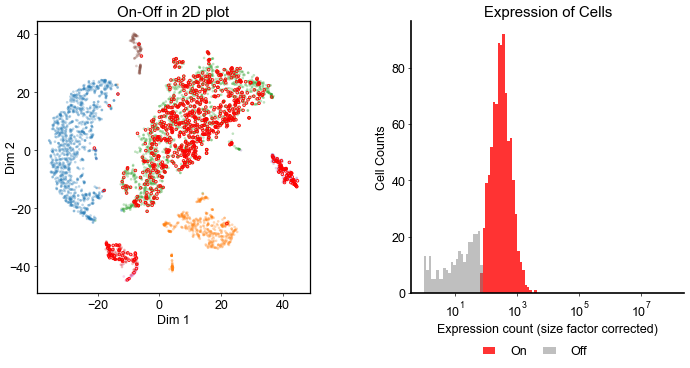 On-Off in 2D plot
Dim 2
40
20
0
−20
−40
−20
0
20
40
Dim 1
Expression of Cells
Cell Counts
80
60
40
20
0
10^1
10^3
10^5
10^7
Expression count (size factor corrected)
On
Off